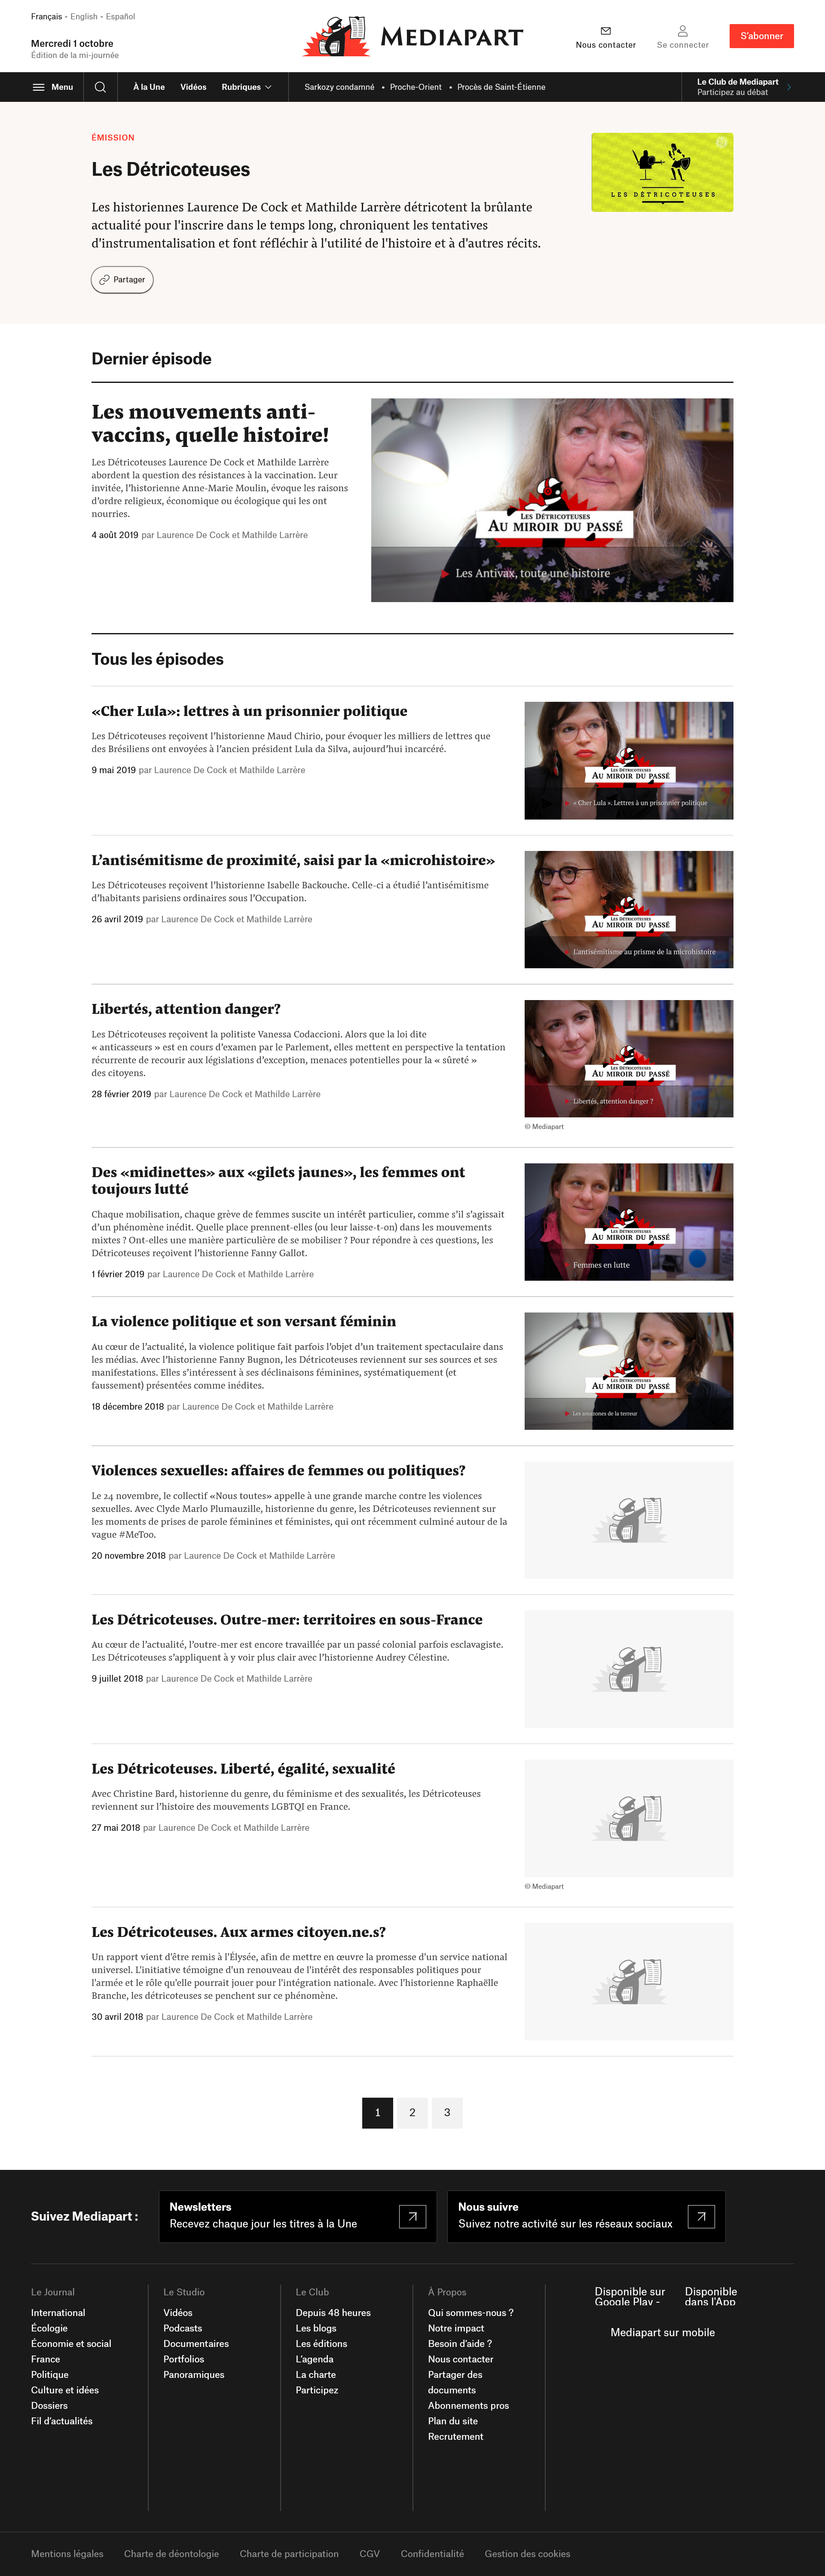 Français - English - Español
Mercredi 1 octobre
Édition de la mi-journée
MEDIAPART
Nous contacter
Se connecter
S'abonner
Menu
À la Une
Vidéos
Rubriques
Sarkozy condamné • Proche-Orient • Procès de Saint-Étienne
Le Club de Mediapart
Participez au débat
ÉMISSION
Les Détricoteuses
Les historiennes Laurence De Cock et Mathilde Larrère détricotent la brûlante
actualité pour l'inscrire dans le temps long, chroniquent les tentatives
d'instrumentalisation et font réfléchir à l'utilité de l'histoire et à d'autres récits.
LES DÉTRICOTEUSES
Partager
Dernier épisode
Les mouvements anti-
vaccins, quelle histoire!
Les Détricoteuses Laurence De Cock et Mathilde Larrère
abordent la question des résistances à la vaccination. Leur
invitée, l’historienne Anne-Marie Moulin, évoque les raisons
d’ordre religieux, économique ou écologique qui les ont
nourries.
4 août 2019 par Laurence De Cock et Mathilde Larrère
LES DÉTRICOTEUSES
AU MIROIR DU PASSÉ
Les Antivax, toute une histoire
Tous les épisodes
«Cher Lula»: lettres à un prisonnier politique
Les Détricoteuses reçoivent l’historienne Maud Chirio, pour évoquer les milliers de lettres que
des Brésiliens ont envoyées à l’ancien président Lula da Silva, aujourd’hui incarcéré.
9 mai 2019 par Laurence De Cock et Mathilde Larrère
LES DÉTRICOTEUSES
AU MIROIR DU PASSÉ
« Cher Lula ». Lettres à un prisonnier politique
L’antisémitisme de proximité, saisi par la «microhistoire»
Les Détricoteuses reçoivent l’historienne Isabelle Backouche. Celle-ci a étudié l’antisémitisme
d’habitants parisiens ordinaires sous l’Occupation.
26 avril 2019 par Laurence De Cock et Mathilde Larrère
LES DÉTRICOTEUSES
AU MIROIR DU PASSÉ
L'antisémitisme au prisme de la microhistoire
Libertés, attention danger?
Les Détricoteuses reçoivent la politiste Vanessa Codaccioni. Alors que la loi dite
« anticasseurs » est en cours d’examen par le Parlement, elles mettent en perspective la tentation
récurrente de recourir aux législations d’exception, menaces potentielles pour la « sûreté »
des citoyens.
28 février 2019 par Laurence De Cock et Mathilde Larrère
LES DÉTRICOTEUSES
AU MIROIR DU PASSÉ
Libertés, attention danger ?
© Mediapart
Des «midinettes» aux «gilets jaunes», les femmes ont
toujours lutté
Chaque mobilisation, chaque grève de femmes suscite un intérêt particulier, comme s’il s’agissait
d’un phénomène inédit. Quelle place prennent-elles (ou leur laisse-t-on) dans les mouvements
mixtes ? Ont-elles une manière particulière de se mobiliser ? Pour répondre à ces questions, les
Détricoteuses reçoivent l’historienne Fanny Gallot.
1 février 2019 par Laurence De Cock et Mathilde Larrère
LES DÉTRICOTEUSES
AU MIROIR DU PASSÉ
Femmes en lutte
La violence politique et son versant féminin
Au cœur de l’actualité, la violence politique fait parfois l’objet d’un traitement spectaculaire dans
les médias. Avec l’historienne Fanny Bugnon, les Détricoteuses reviennent sur ses sources et ses
manifestations. Elles s’intéressent à ses déclinaisons féminines, systématiquement (et
faussement) présentées comme inédites.
18 décembre 2018 par Laurence De Cock et Mathilde Larrère
LES DÉTRICOTEUSES
AU MIROIR DU PASSÉ
Les amazones de la terreur
Violences sexuelles: affaires de femmes ou politiques?
Le 24 novembre, le collectif «Nous toutes» appelle à une grande marche contre les violences
sexuelles. Avec Clyde Marlo Plumauzille, historienne du genre, les Détricoteuses reviennent sur
les moments de prises de parole féminines et féministes, qui ont récemment culminé autour de la
vague #MeToo.
20 novembre 2018 par Laurence De Cock et Mathilde Larrère
Les Détricoteuses. Outre-mer: territoires en sous-France
Au cœur de l’actualité, l’outre-mer est encore travaillée par un passé colonial parfois esclavagiste.
Les Détricoteuses s’appliquent à y voir plus clair avec l’historienne Audrey Célestine.
9 juillet 2018 par Laurence De Cock et Mathilde Larrère
Les Détricoteuses. Liberté, égalité, sexualité
Avec Christine Bard, historienne du genre, du féminisme et des sexualités, les Détricoteuses
reviennent sur l’histoire des mouvements LGBTQI en France.
27 mai 2018 par Laurence De Cock et Mathilde Larrère
© Mediapart
Les Détricoteuses. Aux armes citoyen.ne.s?
Un rapport vient d'être remis à l'Élysée, afin de mettre en œuvre la promesse d'un service national
universel. L'initiative témoigne d'un renouveau de l'intérêt des responsables politiques pour
l'armée et le rôle qu'elle pourrait jouer pour l'intégration nationale. Avec l'historienne Raphaëlle
Branche, les détricoteuses se penchent sur ce phénomène.
30 avril 2018 par Laurence De Cock et Mathilde Larrère
1
2
3
Suivez Mediapart :
Newsletters
Recevez chaque jour les titres à la Une
Nous suivre
Suivez notre activité sur les réseaux sociaux
Le Journal
International
Écologie
Économie et social
France
Politique
Culture et idées
Dossiers
Fil d’actualités
Le Studio
Vidéos
Podcasts
Documentaires
Portfolios
Panoramiques
Le Club
Depuis 48 heures
Les blogs
Les éditions
L’agenda
La charte
Participez
À Propos
Qui sommes-nous ?
Notre impact
Besoin d’aide ?
Nous contacter
Partager des
documents
Abonnements pros
Plan du site
Recrutement
Disponible sur
Google Play -
Disponible
dans l'App
Mediapart sur mobile
Mentions légales
Charte de déontologie
Charte de participation
CGV
Confidentialité
Gestion des cookies